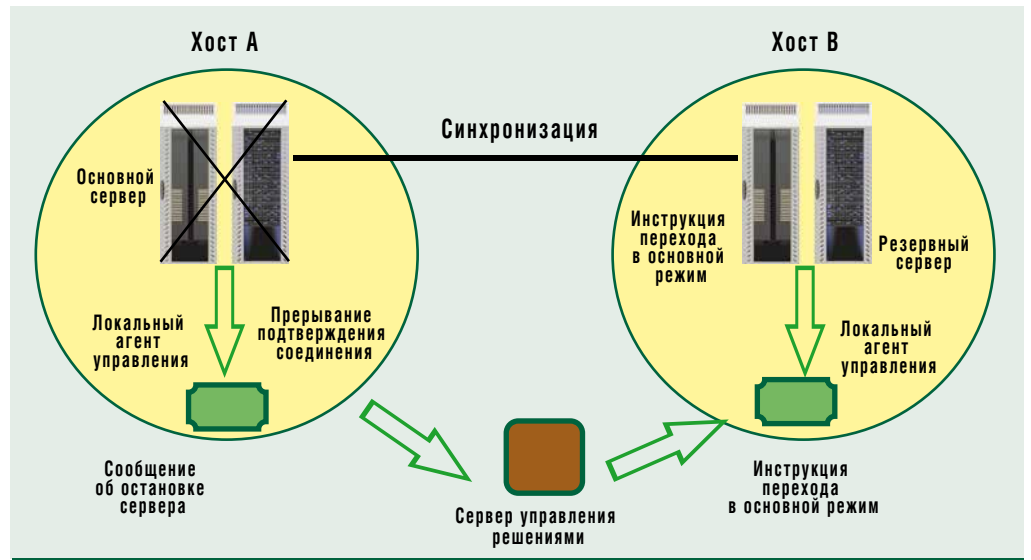 Хост А
Хост В
Синхронизация
Основной
сервер
Инструкция
перехода
в основной
режим
Резервный
сервер
Локальный
агент
управления
Прерывание
подтверждения
соединения
Локальный
агент
управления
Сообщение
об остановке
сервера
Сервер управления
решениями
Инструкция
перехода
в основной режим